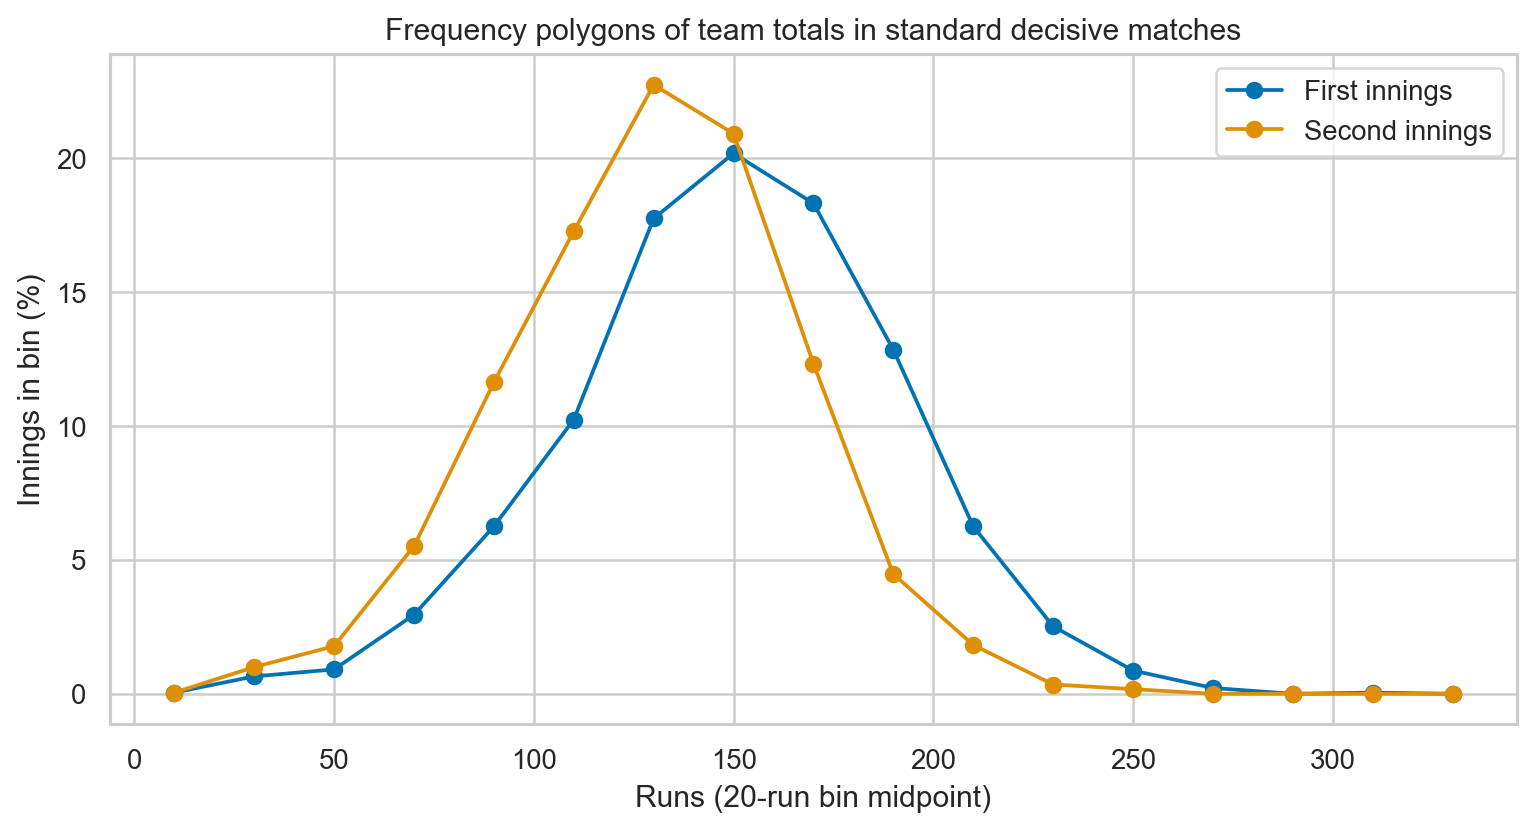 Frequency polygons of team totals in standard decisive matches
First innings
Second innings
Innings in bin (%)
20
15
10
5
0
0 50 100 150 200 250 300
Runs (20-run bin midpoint)